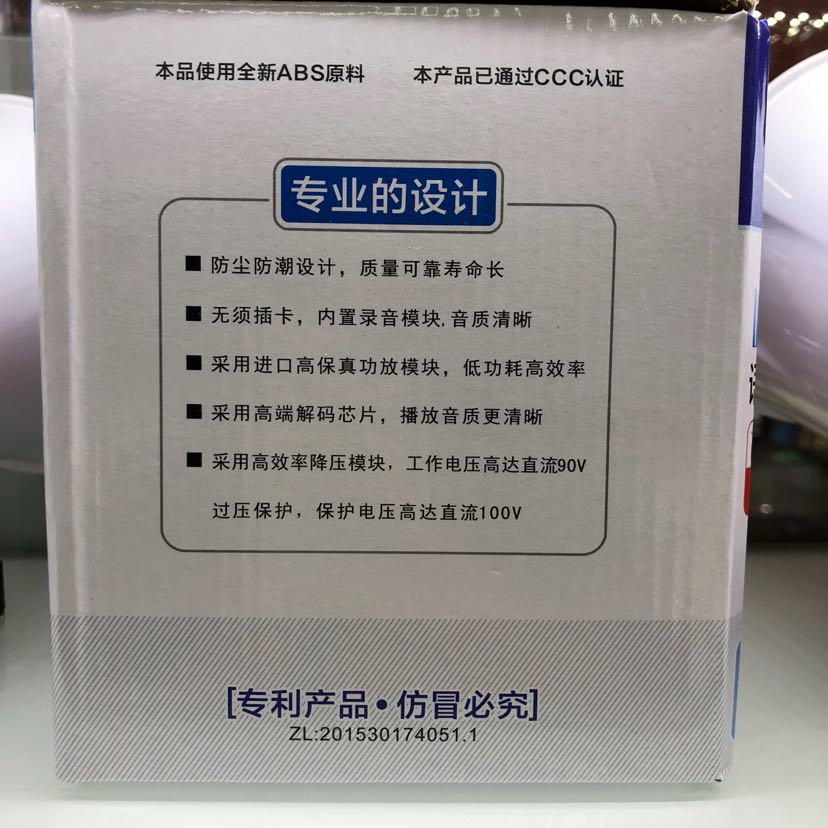 本品使用全新ABS原料 本产品已通过CCC认证
专业的设计
■ 防尘防潮设计，质量可靠寿命长
■ 无须插卡，内置录音模块,音质清晰
■ 采用进口高保真功放模块，低功耗高效率
■ 采用高端解码芯片，播放音质更清晰
■ 采用高效率降压模块，工作电压高达直流90V
过压保护，保护电压高达直流100V
[专利产品•仿冒必究]
ZL:201530174051.1